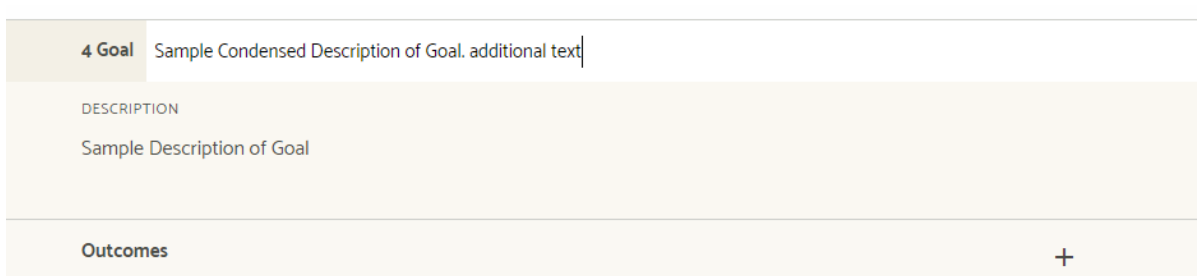 4 Goal Sample Condensed Description of Goal. additional text
DESCRIPTION
Sample Description of Goal
Outcomes +